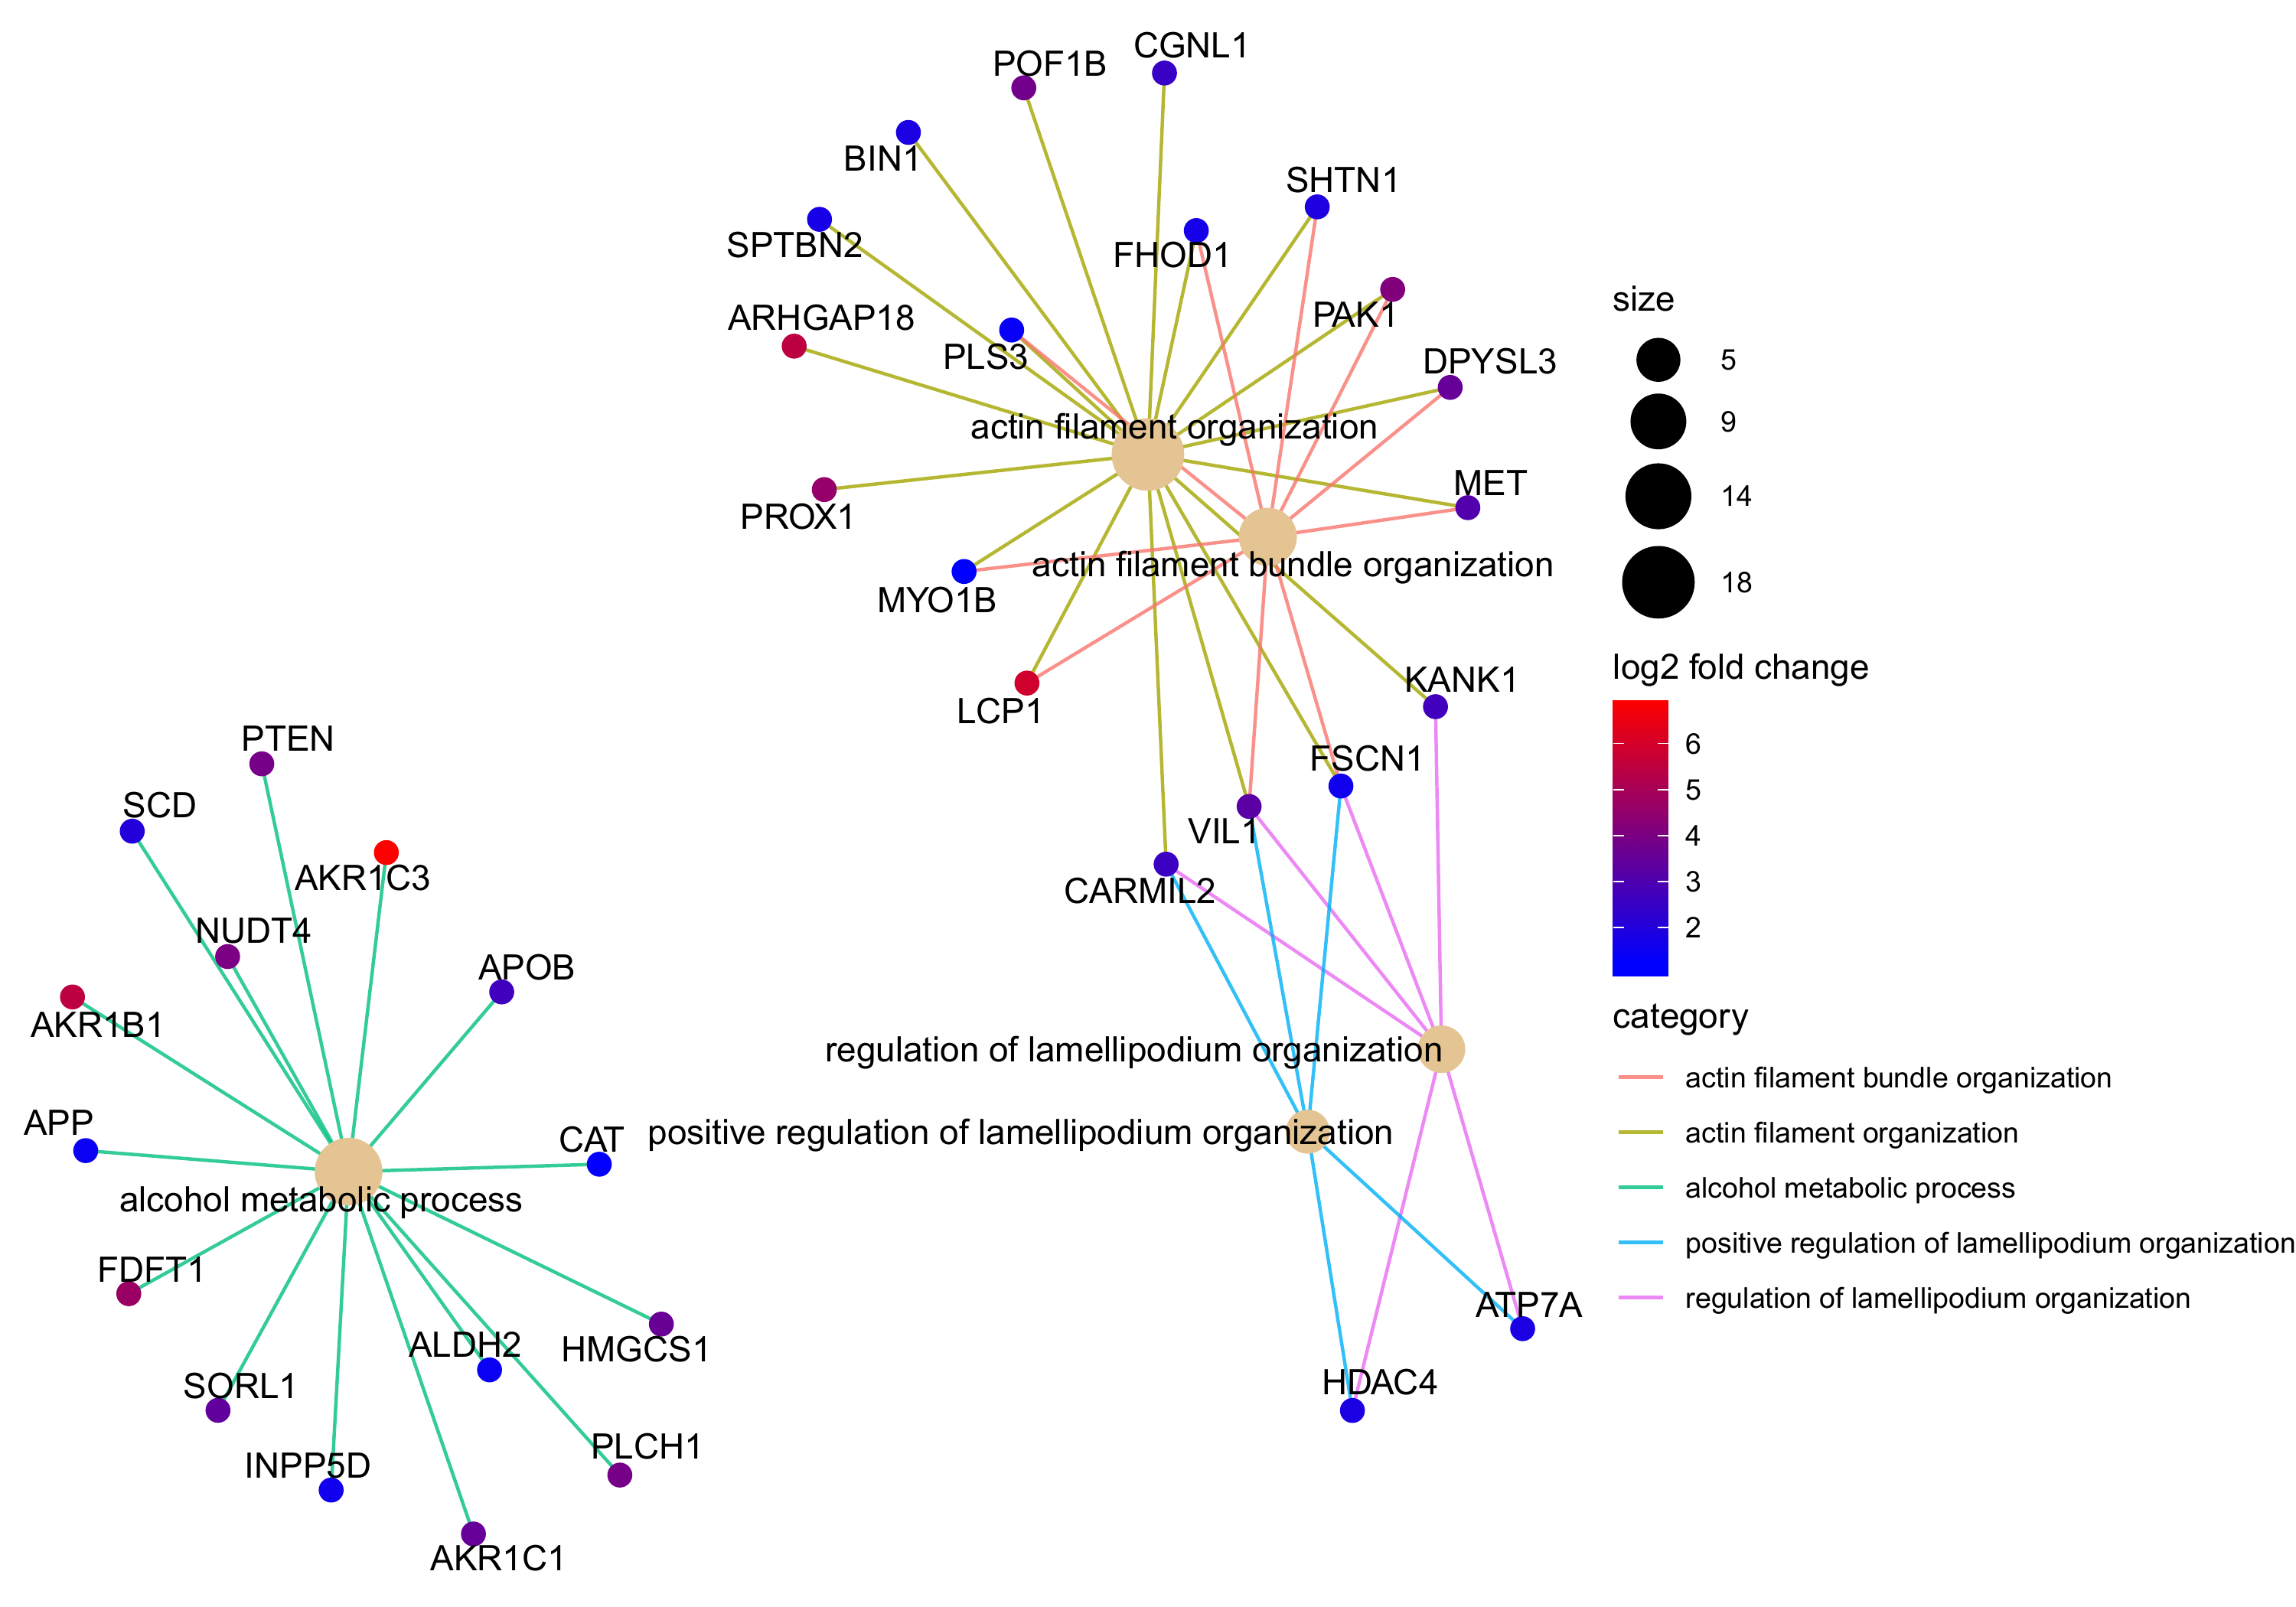 CGNL1
POF1B
BIN1
SHTN1
SPTBN2
FHOD1
PAK1
ARHGAP18
PLS3
DPYSL3
actin filament organization
MET
PROX1
actin filament bundle organization
MYO1B
LCP1
KANK1
FSCN1
VIL1
CARMIL2
PTEN
SCD
AKR1C3
NUDT4
APOB
AKR1B1
regulation of lamellipodium organization
APP
CAT
positive regulation of lamellipodium organization
alcohol metabolic process
FDFT1
ATP7A
ALDH2
HMGCS1
SORL1
HDAC4
INPP5D
PLCH1
AKR1C1
size
5
9
14
18
log2 fold change
6
5
4
3
2
category
actin filament bundle organization
actin filament organization
alcohol metabolic process
positive regulation of lamellipodium organization
regulation of lamellipodium organization